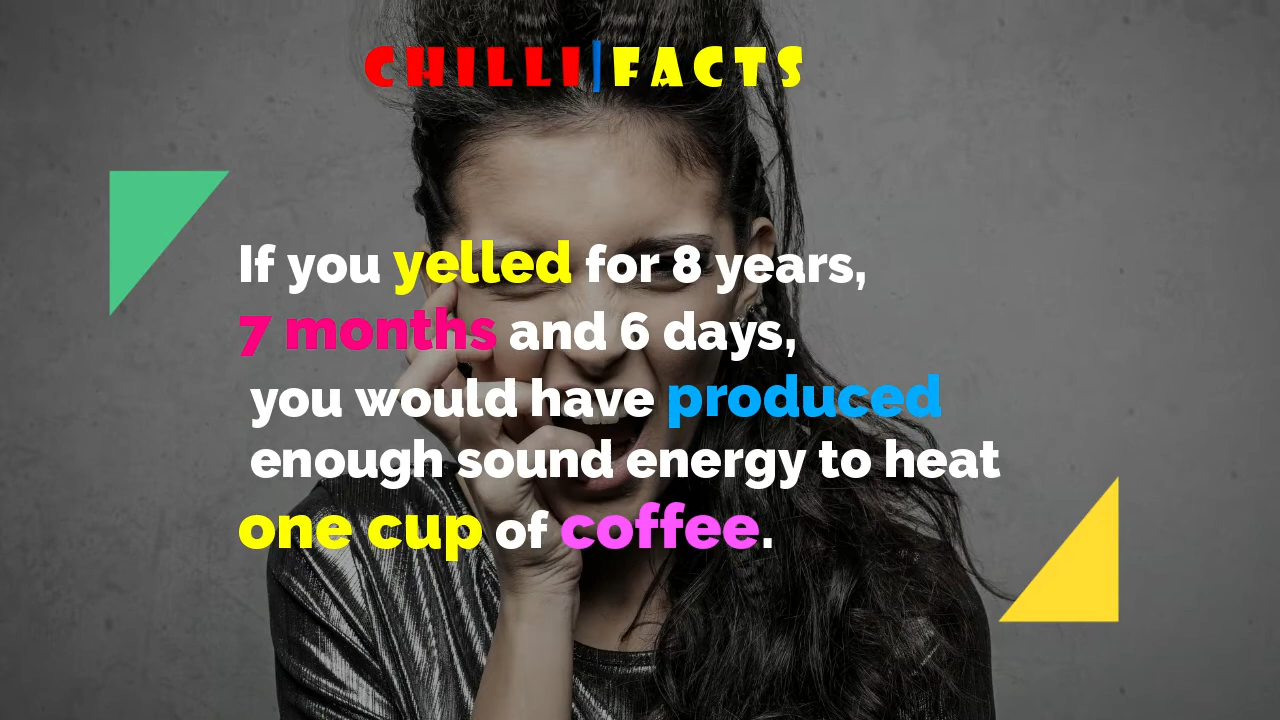 CHILLI|FACTS
If you yelled for 8 years,
7 months and 6 days,
you would have produced
enough sound energy to heat
one cup of coffee.